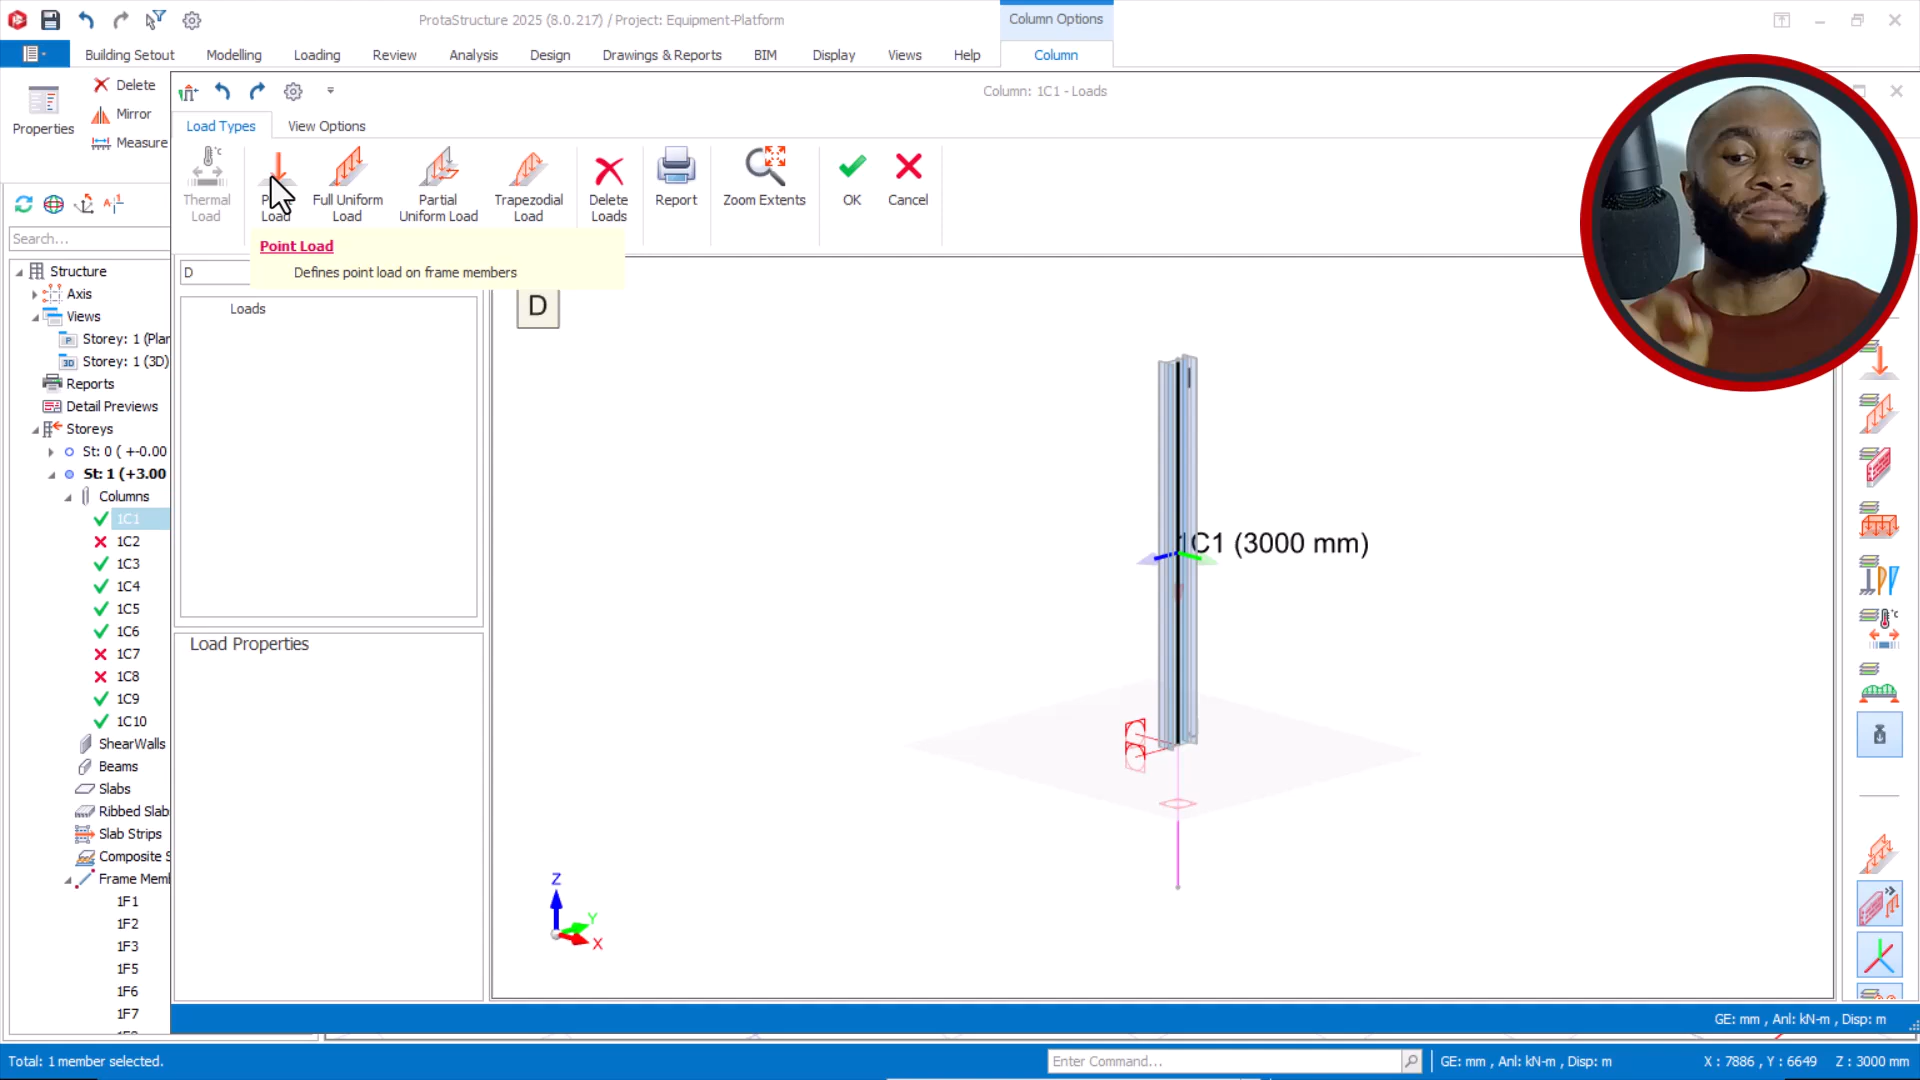 ProtaStructure 2025 (8.0.217) / Project: Equipment-Platform
Column Options
Building Setout
Modelling
Loading
Review
Analysis
Design
Drawings & Reports
BIM
Display
Views
Help
Column
Properties
Delete
Mirror
Measure
Column: 1C1 - Loads
Load Types
View Options
Thermal
Load
Load
Full Uniform
Load
Partial
Uniform Load
Trapezodial
Load
Delete
Loads
Report
Zoom Extents
OK
Cancel
Point Load
Defines point load on frame members
Search...
D
Loads
D
Load Properties
Structure
Axis
Views
Storey: 1 (Plan
Storey: 1 (3D)
Reports
Detail Previews
Storeys
St: 0 ( +-0.00
St: 1 (+3.00
Columns
1C1
1C2
1C3
1C4
1C5
1C6
1C7
1C8
1C9
1C10
ShearWalls
Beams
Slabs
Ribbed Slab
Slab Strips
Composite S
Frame Memb
1F1
1F2
1F3
1F5
1F6
1F7
1C1 (3000 mm)
Z
Y
X
GE: mm , Anl: kN-m , Disp: m
Total: 1 member selected.
Enter Command...
GE: mm , Anl: kN-m , Disp: m
X : 7886 , Y : 6649
Z : 3000 mm